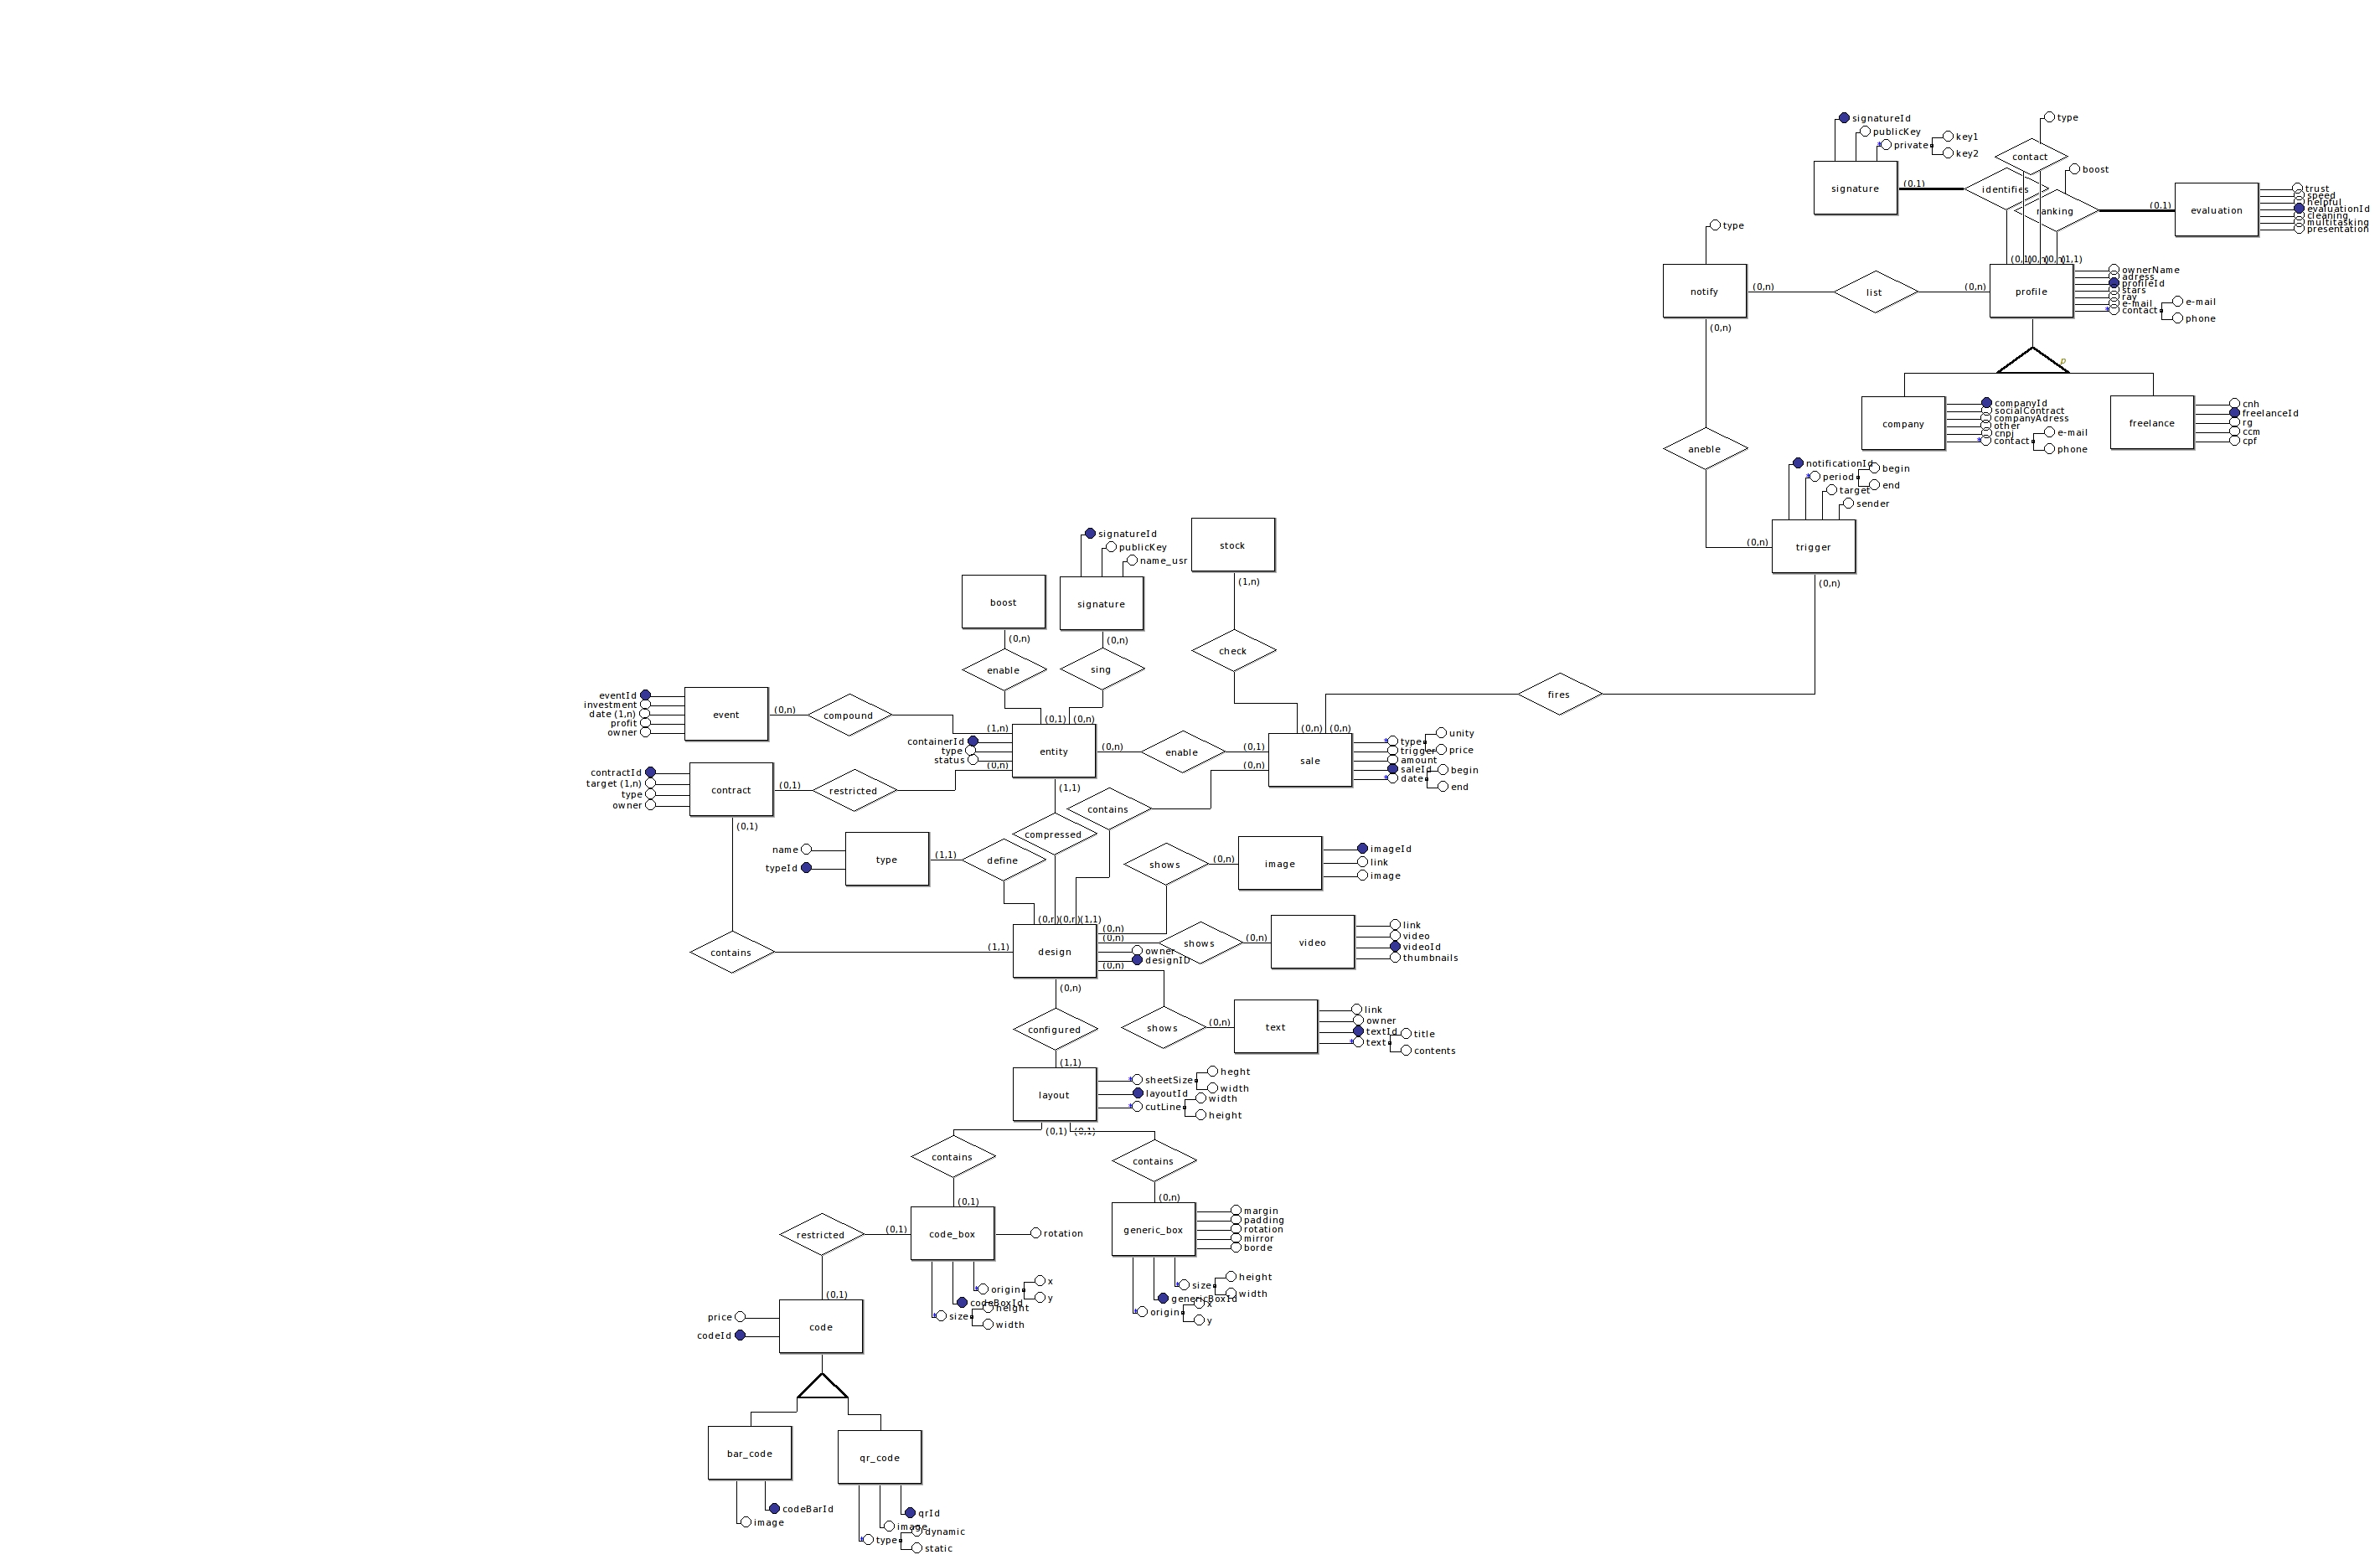 type
signatureId
publicKey
private
key1
key2
contact
boost
signature
(0,1)
identifies
ranking
(0,1)
evaluation
trust
speed
helpful
evaluationId
cleaning
multitasking
presentation
type
notify
(0,n)
list
(0,n)
(1,1)
profile
ownerName
adress
profileId
stars
ray
e-mail
contact
e-mail
phone
(0,n)
p
company
companyId
socialContract
companyAdress
other
cnpj
contact
e-mail
phone
freelance
cnh
freelanceId
rg
ccm
cpf
aneble
notificationId
period
begin
end
target
sender
(0,n)
trigger
(0,n)
signatureId
publicKey
name_usr
stock
(1,n)
boost
(0,n)
signature
(0,n)
enable
sing
check
fires
eventId
investment
date (1,n)
profit
owner
event
(0,n)
compound
(1,n)
(0,1)
(0,n)
containerId
type
status
(0,n)
entity
(0,n)
enable
(0,1)
(0,n)
(0,n)
(0,n)
sale
type
unity
price
trigger
amount
saleId
date
begin
end
contractId
target (1,n)
type
owner
contract
(0,1)
restricted
(0,1)
(1,1)
compressed
contains
name
typeId
type
(1,1)
define
shows
(0,n)
image
imageId
link
image
(1,1)
contains
(1,1)
design
(0,n)
(0,n)
owner
designID
(0,n)
shows
(0,n)
video
link
video
videoId
thumbnails
(0,n)
configured
shows
(0,n)
text
link
owner
textId
text
title
contents
(1,1)
layout
sheetSize
heght
width
layoutId
cutLine
width
height
(0,1)
(0,1)
contains
contains
(0,1)
(0,n)
restricted
(0,1)
code_box
rotation
generic_box
margin
padding
rotation
mirror
borde
origin
x
y
codeBoxId
size
height
width
size
height
width
genericBoxId
origin
x
y
(0,1)
price
codeId
code
bar_code
qr_code
codeBarId
image
qrId
image
type
dynamic
static